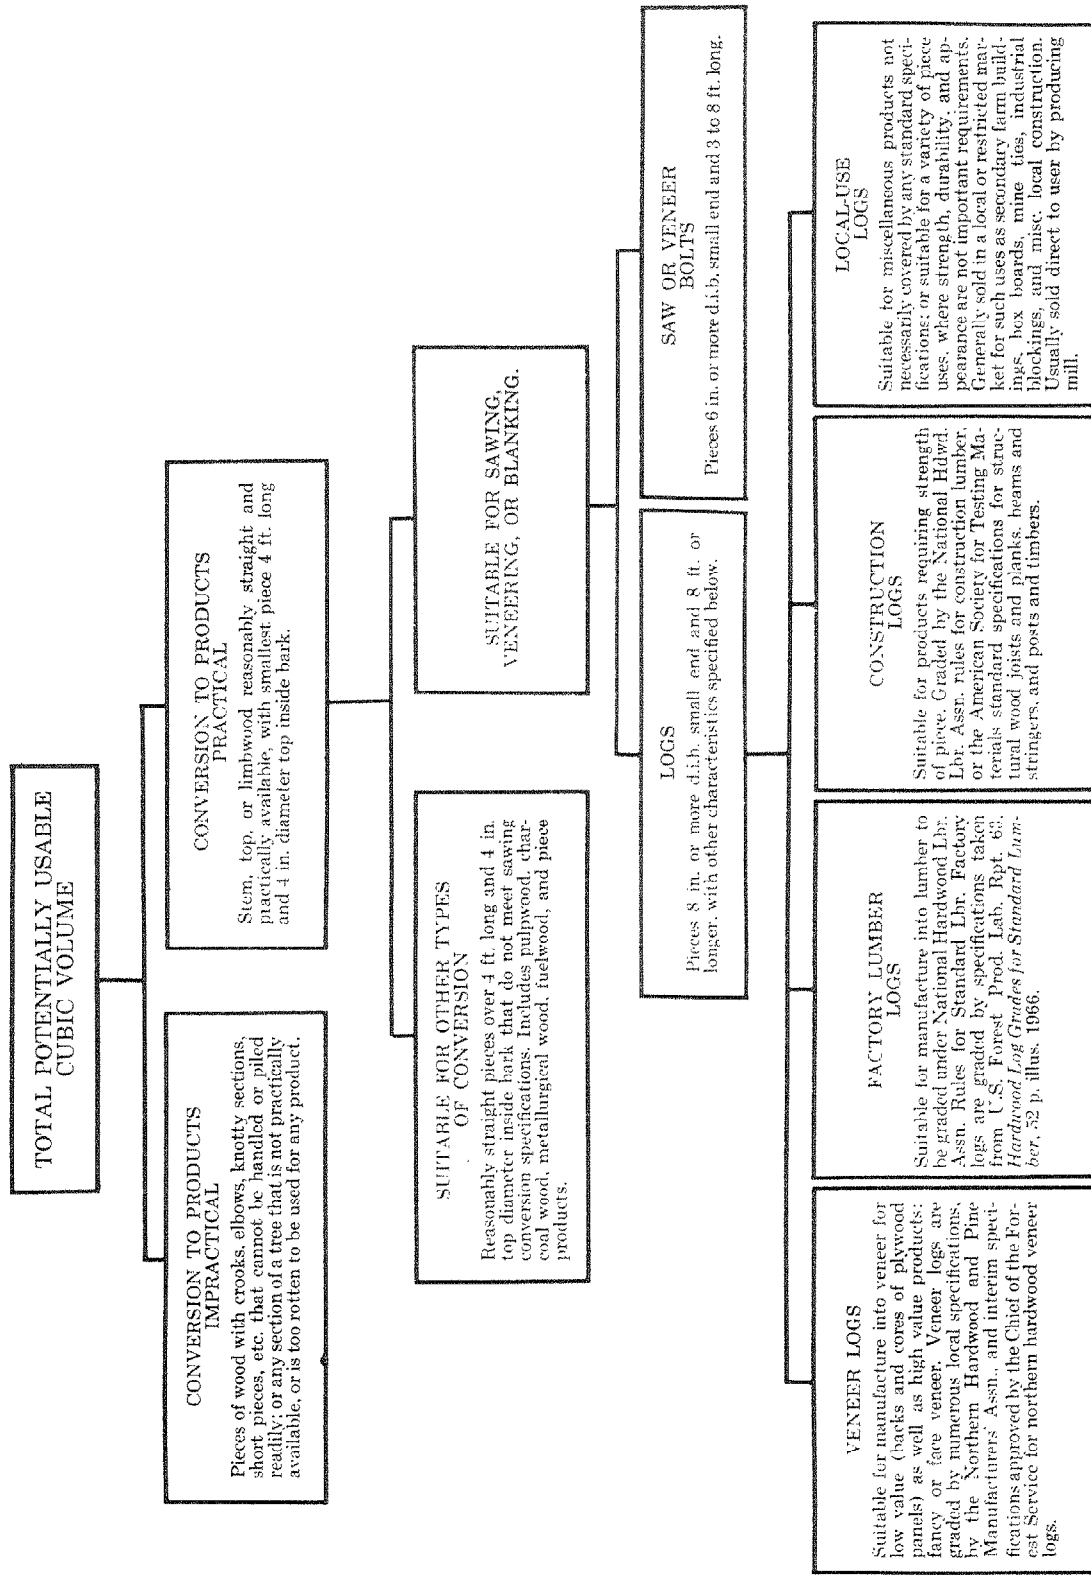 TOTAL POTENTIALLY USABLE
CUBIC VOLUME
CONVERSION TO PRODUCTS
IMPRACTICAL
Pieces of wood with crooks, elbows, knotty sections,
short pieces, etc. that cannot be handled or piled
readily; or any section of a tree that is not practically
available, or is too rotten to be used for any product.
CONVERSION TO PRODUCTS
PRACTICAL
Stem, top, or limbwood reasonably straight and
practically available, with smallest piece 4 ft. long
and 4 in. diameter top inside bark.
SUITABLE FOR OTHER TYPES
OF CONVERSION
Reasonably straight pieces over 4 ft. long and 4 in.
top diameter inside bark that do not meet sawing
conversion specifications. Includes pulpwood, char-
coal wood, metallurgical wood, fuelwood, and piece
products.
SUITABLE FOR SAWING,
VENEERING, OR BLANKING.
LOGS
Pieces 8 in. or more d.i.b. small end and 8 ft. or
longer, with other characteristics specified below.
SAW OR VENEER
BOLTS
Pieces 6 in. or more d.i.b. small end and 3 to 8 ft. long.
VENEER LOGS
Suitable for manufacture into veneer for
low value (backs and cores of plywood
panels) as well as high value products;
fancy or face veneer. Veneer logs are
graded by numerous local specifications,
by the Northern Hardwood and Pine
Manufacturers' Assn., and interim speci-
fications approved by the Chief of the For-
est Service for northern hardwood veneer
logs.
FACTORY LUMBER
LOGS
Suitable for manufacture into lumber to
be graded under National Hardwood Lbr.
Assn. Rules for Standard Lbr. Factory
logs are graded by specifications taken
from U.S. Forest Prod. Lab. Rpt.
Hardwood Log Grades for Standard Lum-
ber, 52 p. illus. 1966.
CONSTRUCTION
LOGS
Suitable for products requiring strength
of piece. Graded by the National Hdwd.
Lbr. Assn. rules for construction lumber,
or the American Society for Testing Ma-
terials standard specifications for struc-
tural wood joists and planks, beams and
stringers, and posts and timbers.
LOCAL-USE
LOGS
Suitable for miscellaneous products not
necessarily covered by any standard speci-
fications; or suitable for a variety of piece
uses, where strength, durability, and ap-
pearance are not important requirements.
Generally sold in a local or restricted mar-
ket for such uses as secondary farm build-
ings, box boards, mine ties, industrial
blockings, and misc. local construction.
Usually sold direct to user by producing
mill.